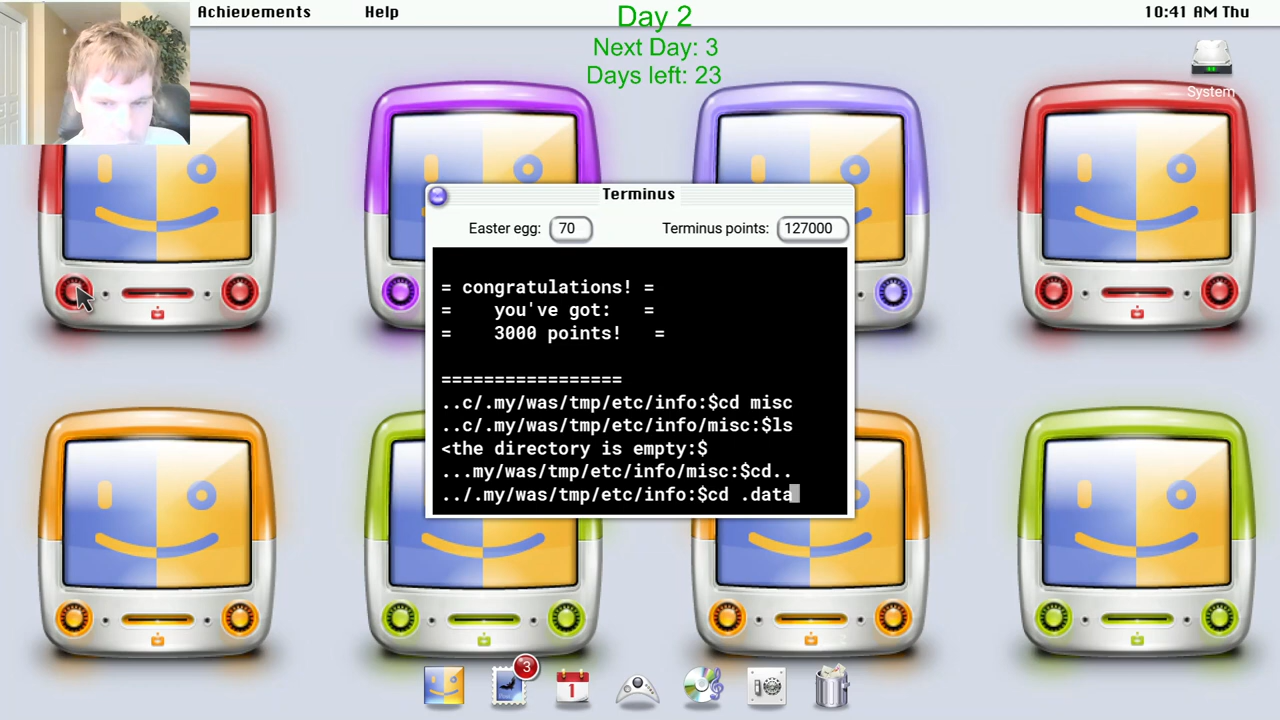 Achievements Help
Day 2
10:41 AM Thu
Next Day: 3
Days left: 23
System
Terminus
Easter egg: 70 Terminus points: 127000
= congratulations! =
= you've got: =
= 3000 points! =
=================
..c/.my/was/tmp/etc/info:$cd misc
..c/.my/was/tmp/etc/info/misc:$ls
<the directory is empty:$
...my/was/tmp/etc/info/misc:$cd..
../.my/was/tmp/etc/info:$cd .data
3
1